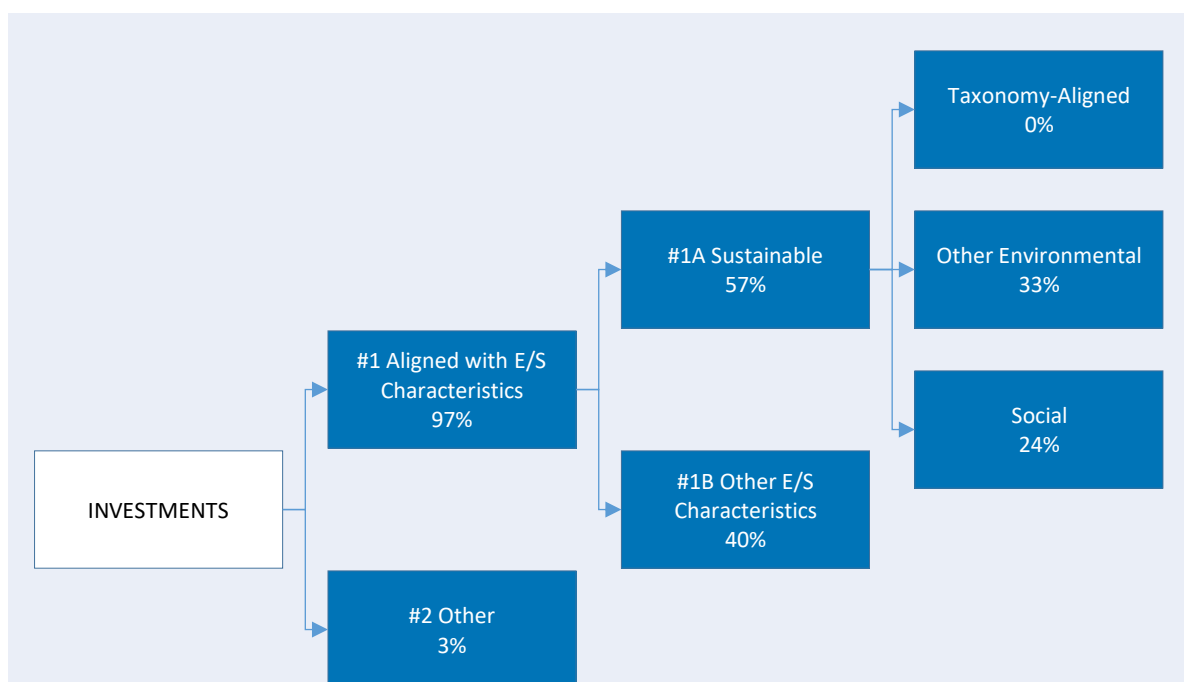 Taxonomy-Aligned
0%
#1A Sustainable
57%
Other Environmental
33%
#1 Aligned with E/S
Characteristics
97%
Social
24%
INVESTMENTS
#1B Other E/S
Characteristics
40%
#2 Other
3%